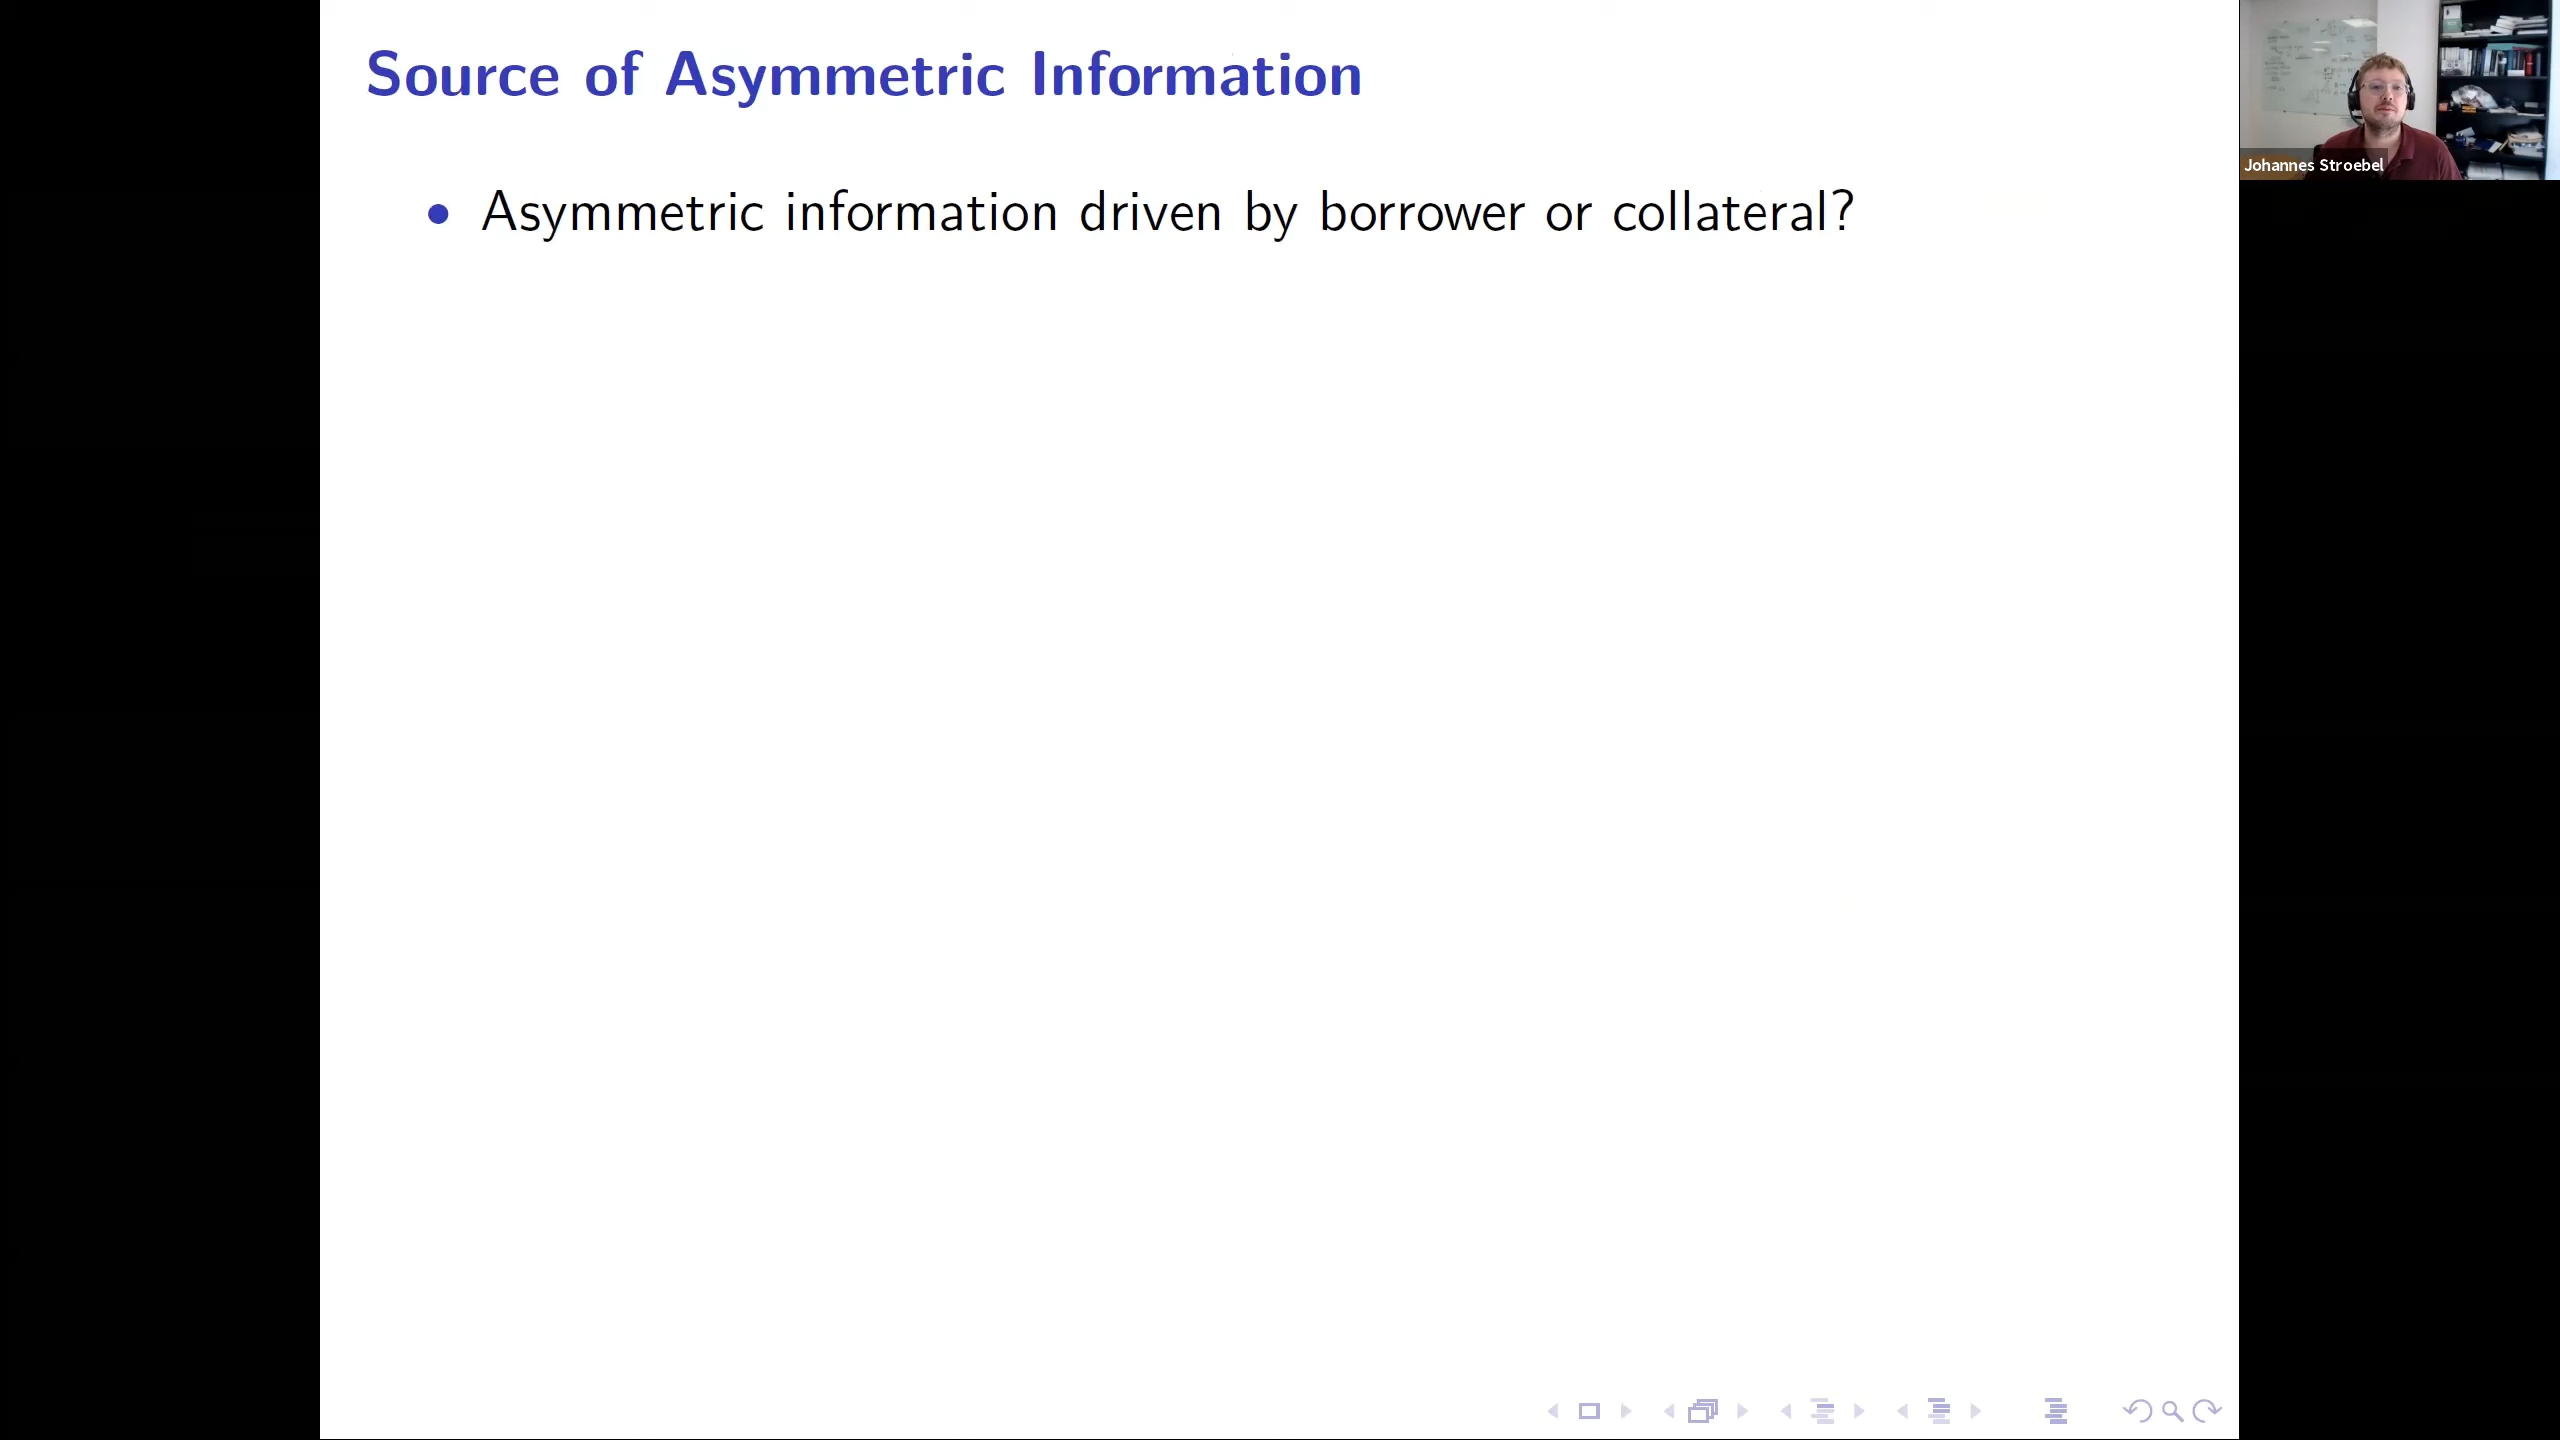 Source of Asymmetric Information
Asymmetric information driven by borrower or collateral?
Johannes Stroebel